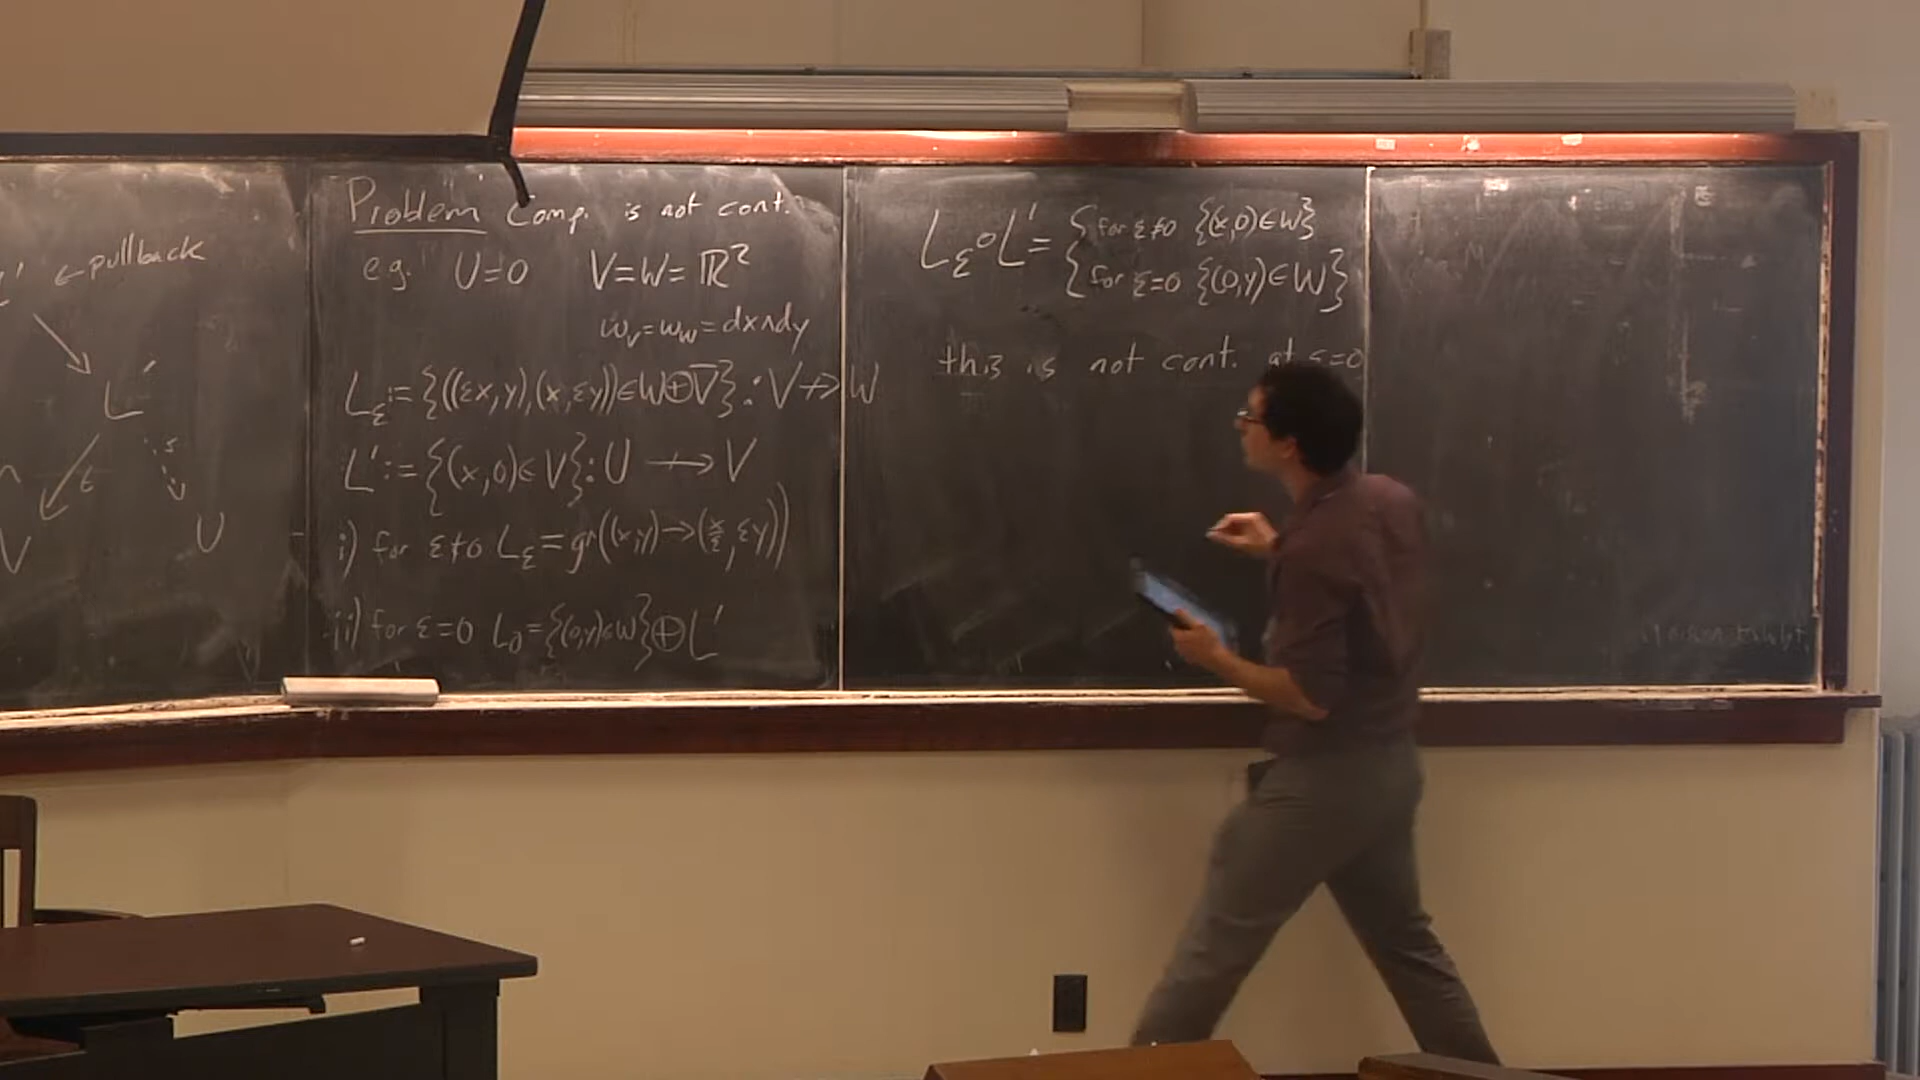 L' ← pullback
L'
t
s
V
U
Problem Comp. is not cont.
e.g. U=0 V=W=ℝ²
ω_V=ω_W=dx∧dy
L_ε:={((εx,y),(x,εy))∈W⊕V̅}:V⇸W
L':={(x,0)∈V}:U⇸V
i) for ε≠0 L_ε=gr((x,y)→(x/ε,εy))
ii) for ε=0 L_0={(0,y)∈W}⊕L'
L_ε∘L'={for ε≠0 {(x,0)∈W}
{for ε=0 {(0,y)∈W}
this is not cont. at ε=0